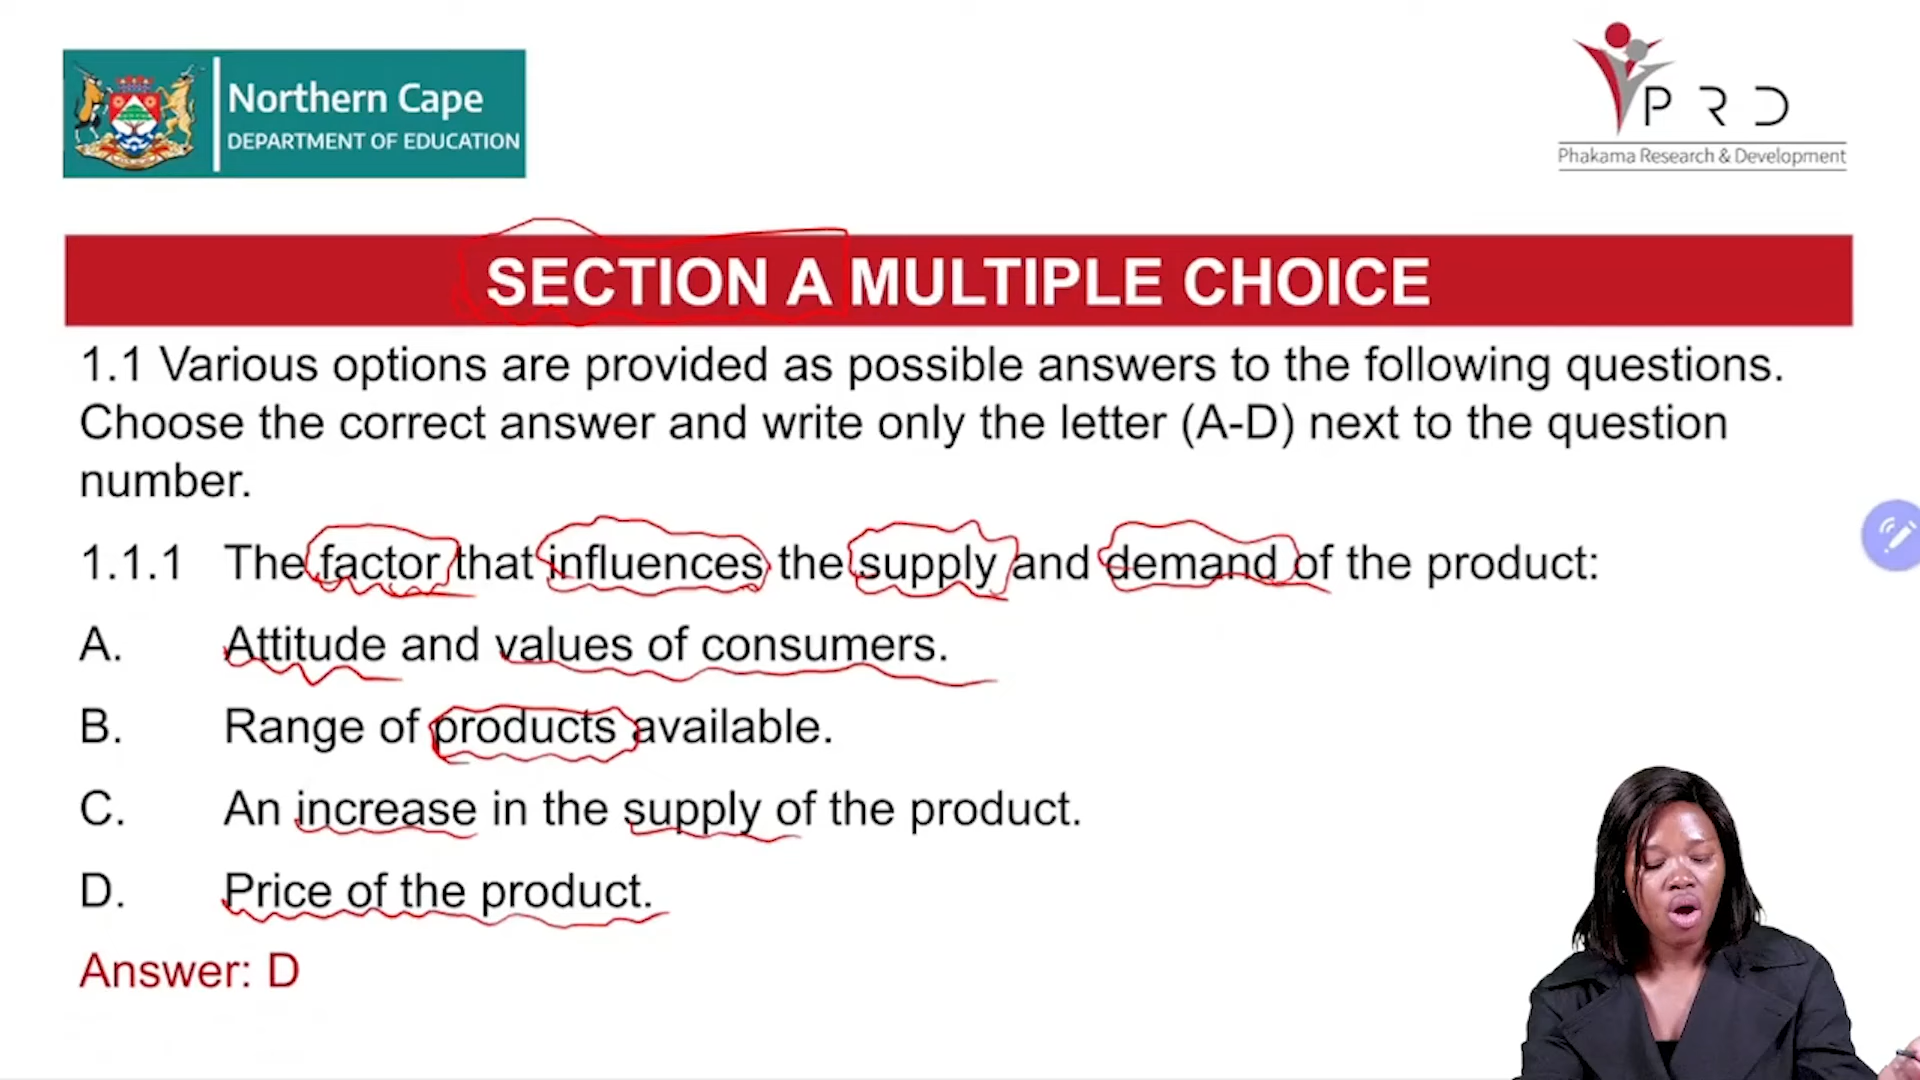 Northern Cape
DEPARTMENT OF EDUCATION
PRD
Phakama Research & Development
SECTION A MULTIPLE CHOICE
1.1 Various options are provided as possible answers to the following questions.
Choose the correct answer and write only the letter (A-D) next to the question
number.
1.1.1 The factor that influences the supply and demand of the product:
A. Attitude and values of consumers.
B. Range of products available.
C. An increase in the supply of the product.
D. Price of the product.
Answer: D